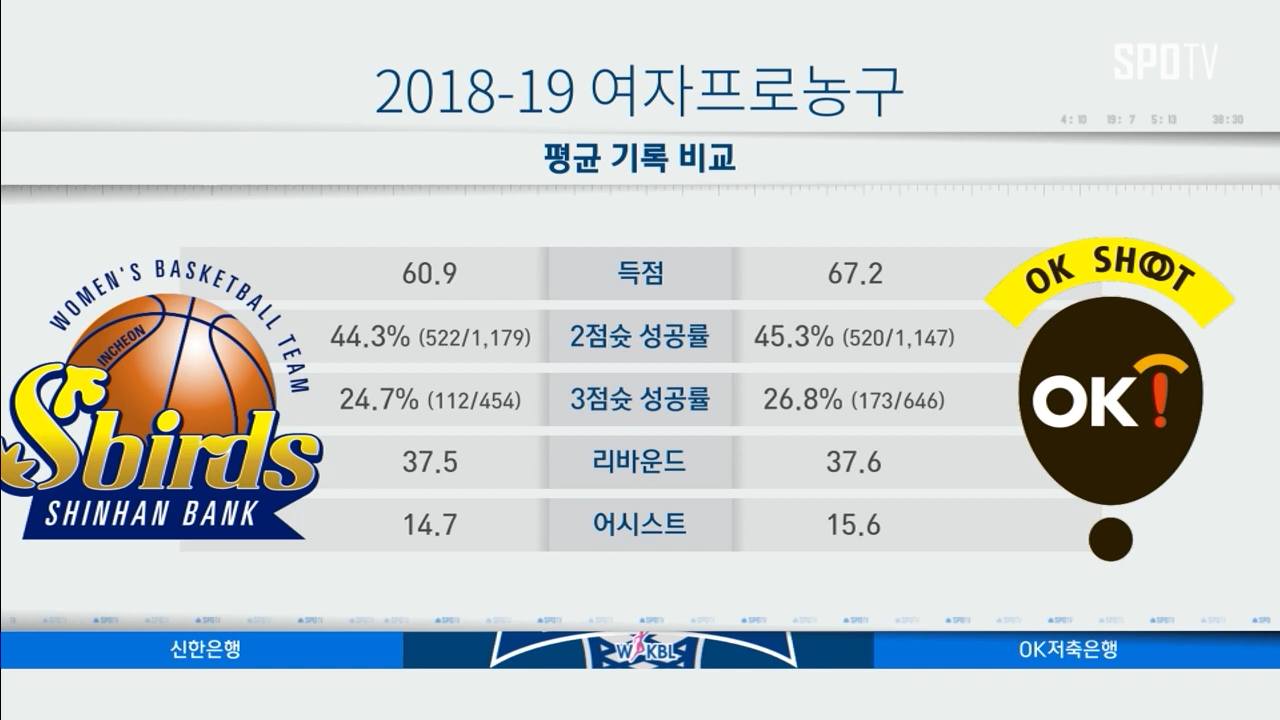 SPOTV
2018-19 여자프로농구
4:10 19:7 5:13 38:30
평균 기록 비교
WOMEN'S BASKETBALL TEAM
INCHEON
Sbirds
SHINHAN BANK
OK SHOOT
OK!
60.9 득점 67.2
44.3% (522/1,179) 2점슛 성공률 45.3% (520/1,147)
24.7% (112/454) 3점슛 성공률 26.8% (173/646)
37.5 리바운드 37.6
14.7 어시스트 15.6
신한은행 WKBL OK저축은행